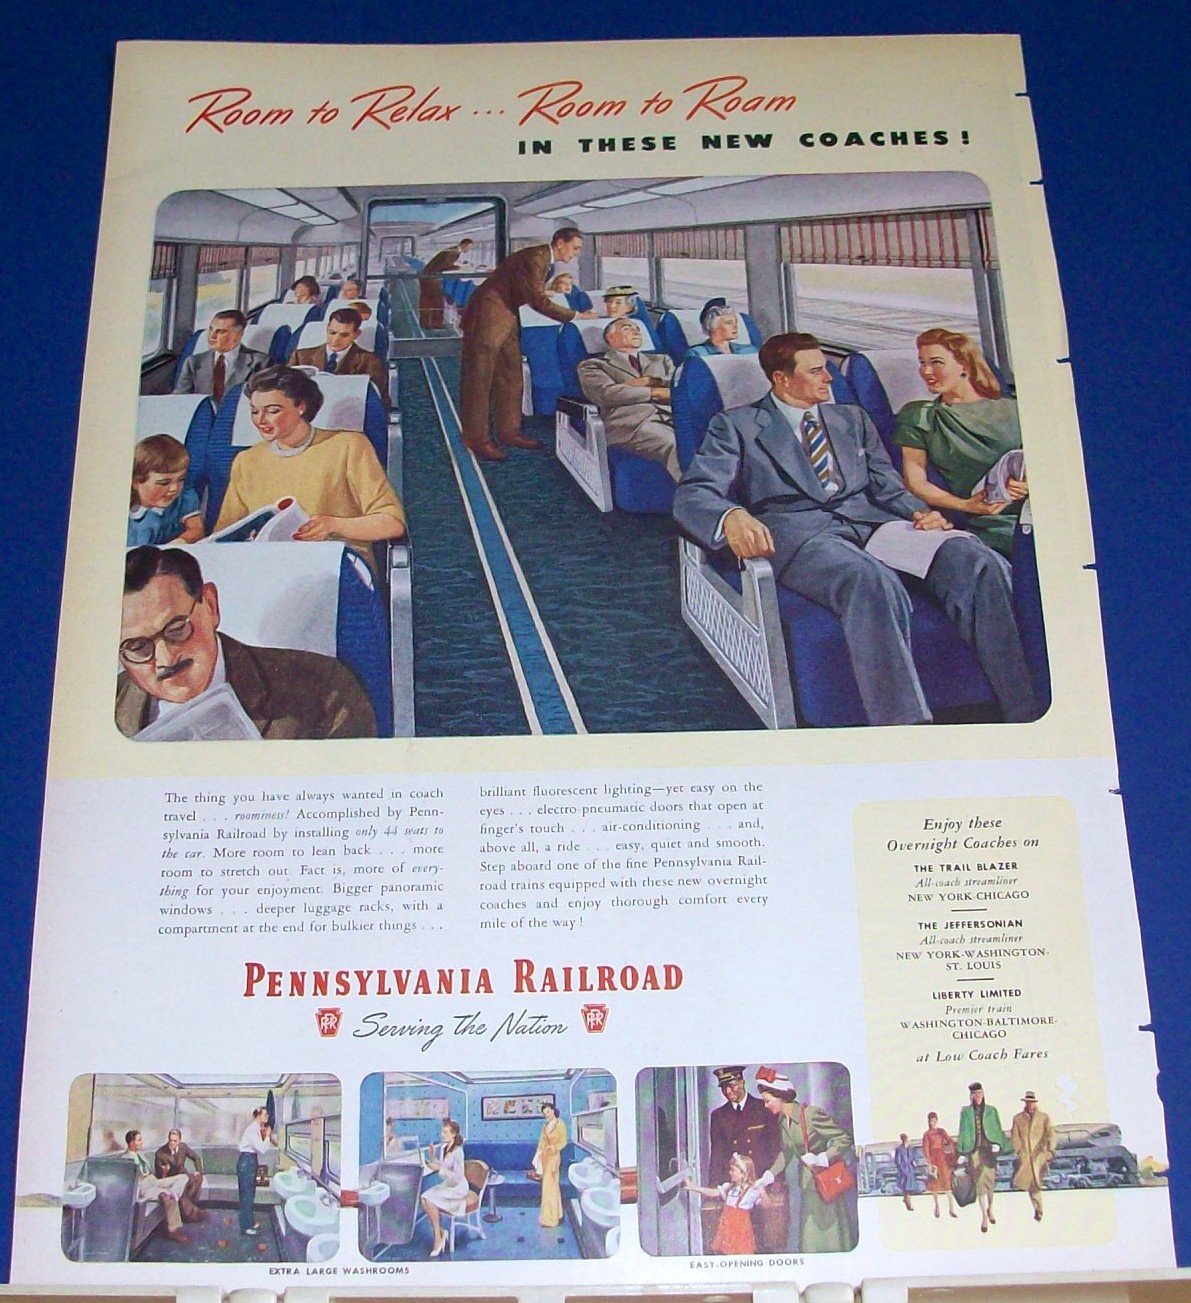 Room to Relax ... Room to Roam
IN THESE NEW COACHES!
The thing you have always wanted in coach
travel . . . roominess! Accomplished by Penn-
sylvania Railroad by installing only 44 seats to
the car. More room to lean back . . . more
room to stretch out. Fact is, more of every-
thing for your enjoyment. Bigger panoramic
windows . . . deeper luggage racks, with a
compartment at the end for bulkier things . . .
brilliant fluorescent lighting—yet easy on the
eyes . . . electro-pneumatic doors that open at
finger's touch . . . air-conditioning . . . and,
above all, a ride . . . easy, quiet and smooth.
Step aboard one of the fine Pennsylvania Rail-
road trains equipped with these new overnight
coaches and enjoy thorough comfort every
mile of the way!
PENNSYLVANIA RAILROAD
PRR Serving the Nation PRR
Enjoy these
Overnight Coaches on
THE TRAIL BLAZER
All-coach streamliner
NEW YORK-CHICAGO
THE JEFFERSONIAN
All-coach streamliner
NEW YORK-WASHINGTON-
ST. LOUIS
LIBERTY LIMITED
Premier train
WASHINGTON-BALTIMORE-
CHICAGO
at Low Coach Fares
EXTRA LARGE WASHROOMS
EASY-OPENING DOORS